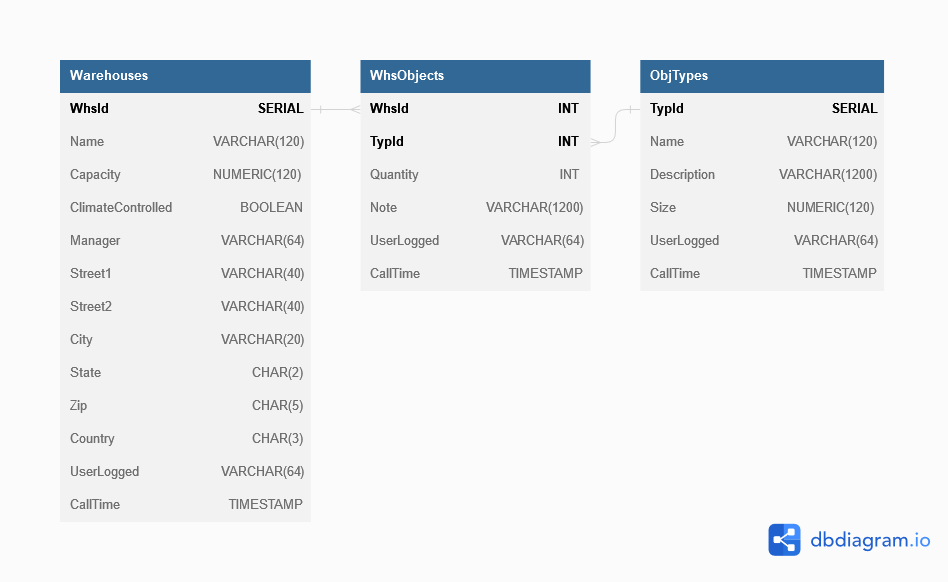 Warehouses
WhsId SERIAL
Name VARCHAR(120)
Capacity NUMERIC(120)
ClimateControlled BOOLEAN
Manager VARCHAR(64)
Street1 VARCHAR(40)
Street2 VARCHAR(40)
City VARCHAR(20)
State CHAR(2)
Zip CHAR(5)
Country CHAR(3)
UserLogged VARCHAR(64)
CallTime TIMESTAMP
WhsObjects
WhsId INT
TypId INT
Quantity INT
Note VARCHAR(1200)
UserLogged VARCHAR(64)
CallTime TIMESTAMP
ObjTypes
TypId SERIAL
Name VARCHAR(120)
Description VARCHAR(1200)
Size NUMERIC(120)
UserLogged VARCHAR(64)
CallTime TIMESTAMP
dbdiagram.io